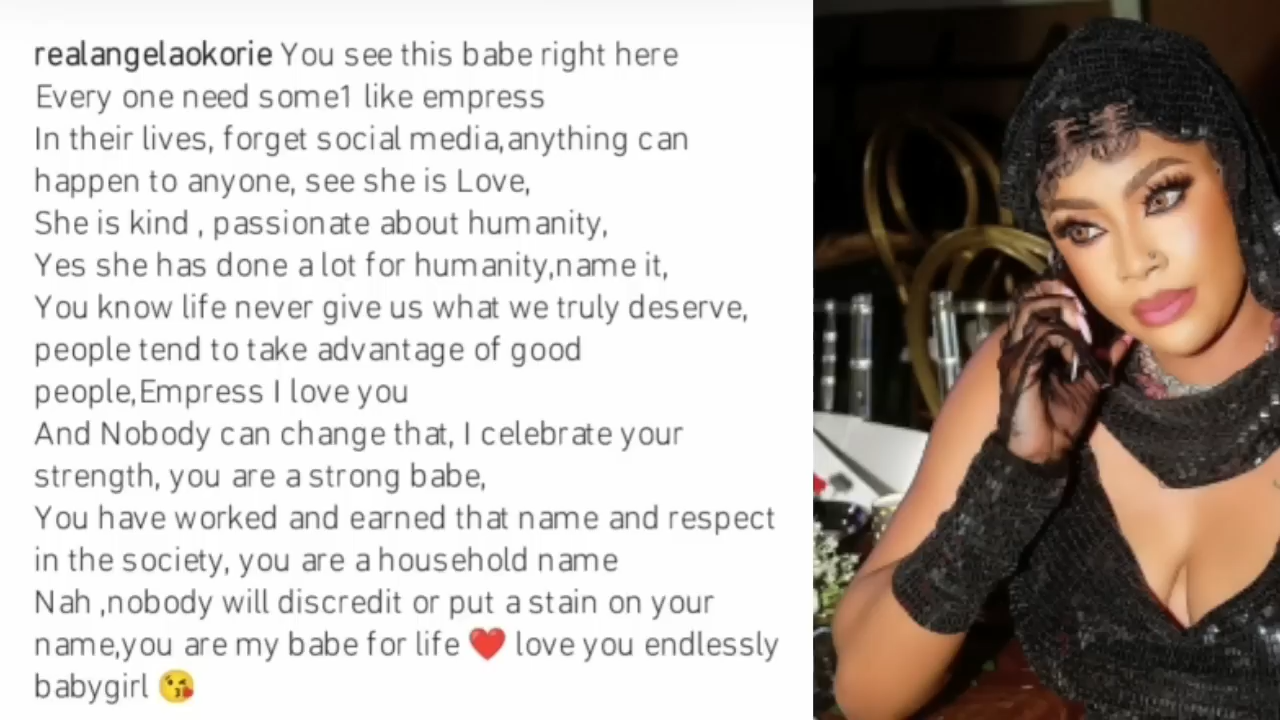 realangelaokorie You see this babe right here
Every one need some1 like empress
In their lives, forget social media,anything can
happen to anyone, see she is Love,
She is kind , passionate about humanity,
Yes she has done a lot for humanity,name it,
You know life never give us what we truly deserve,
people tend to take advantage of good
people,Empress I love you
And Nobody can change that, I celebrate your
strength, you are a strong babe,
You have worked and earned that name and respect
in the society, you are a household name
Nah ,nobody will discredit or put a stain on your
name,you are my babe for life ❤️ love you endlessly
babygirl 😘